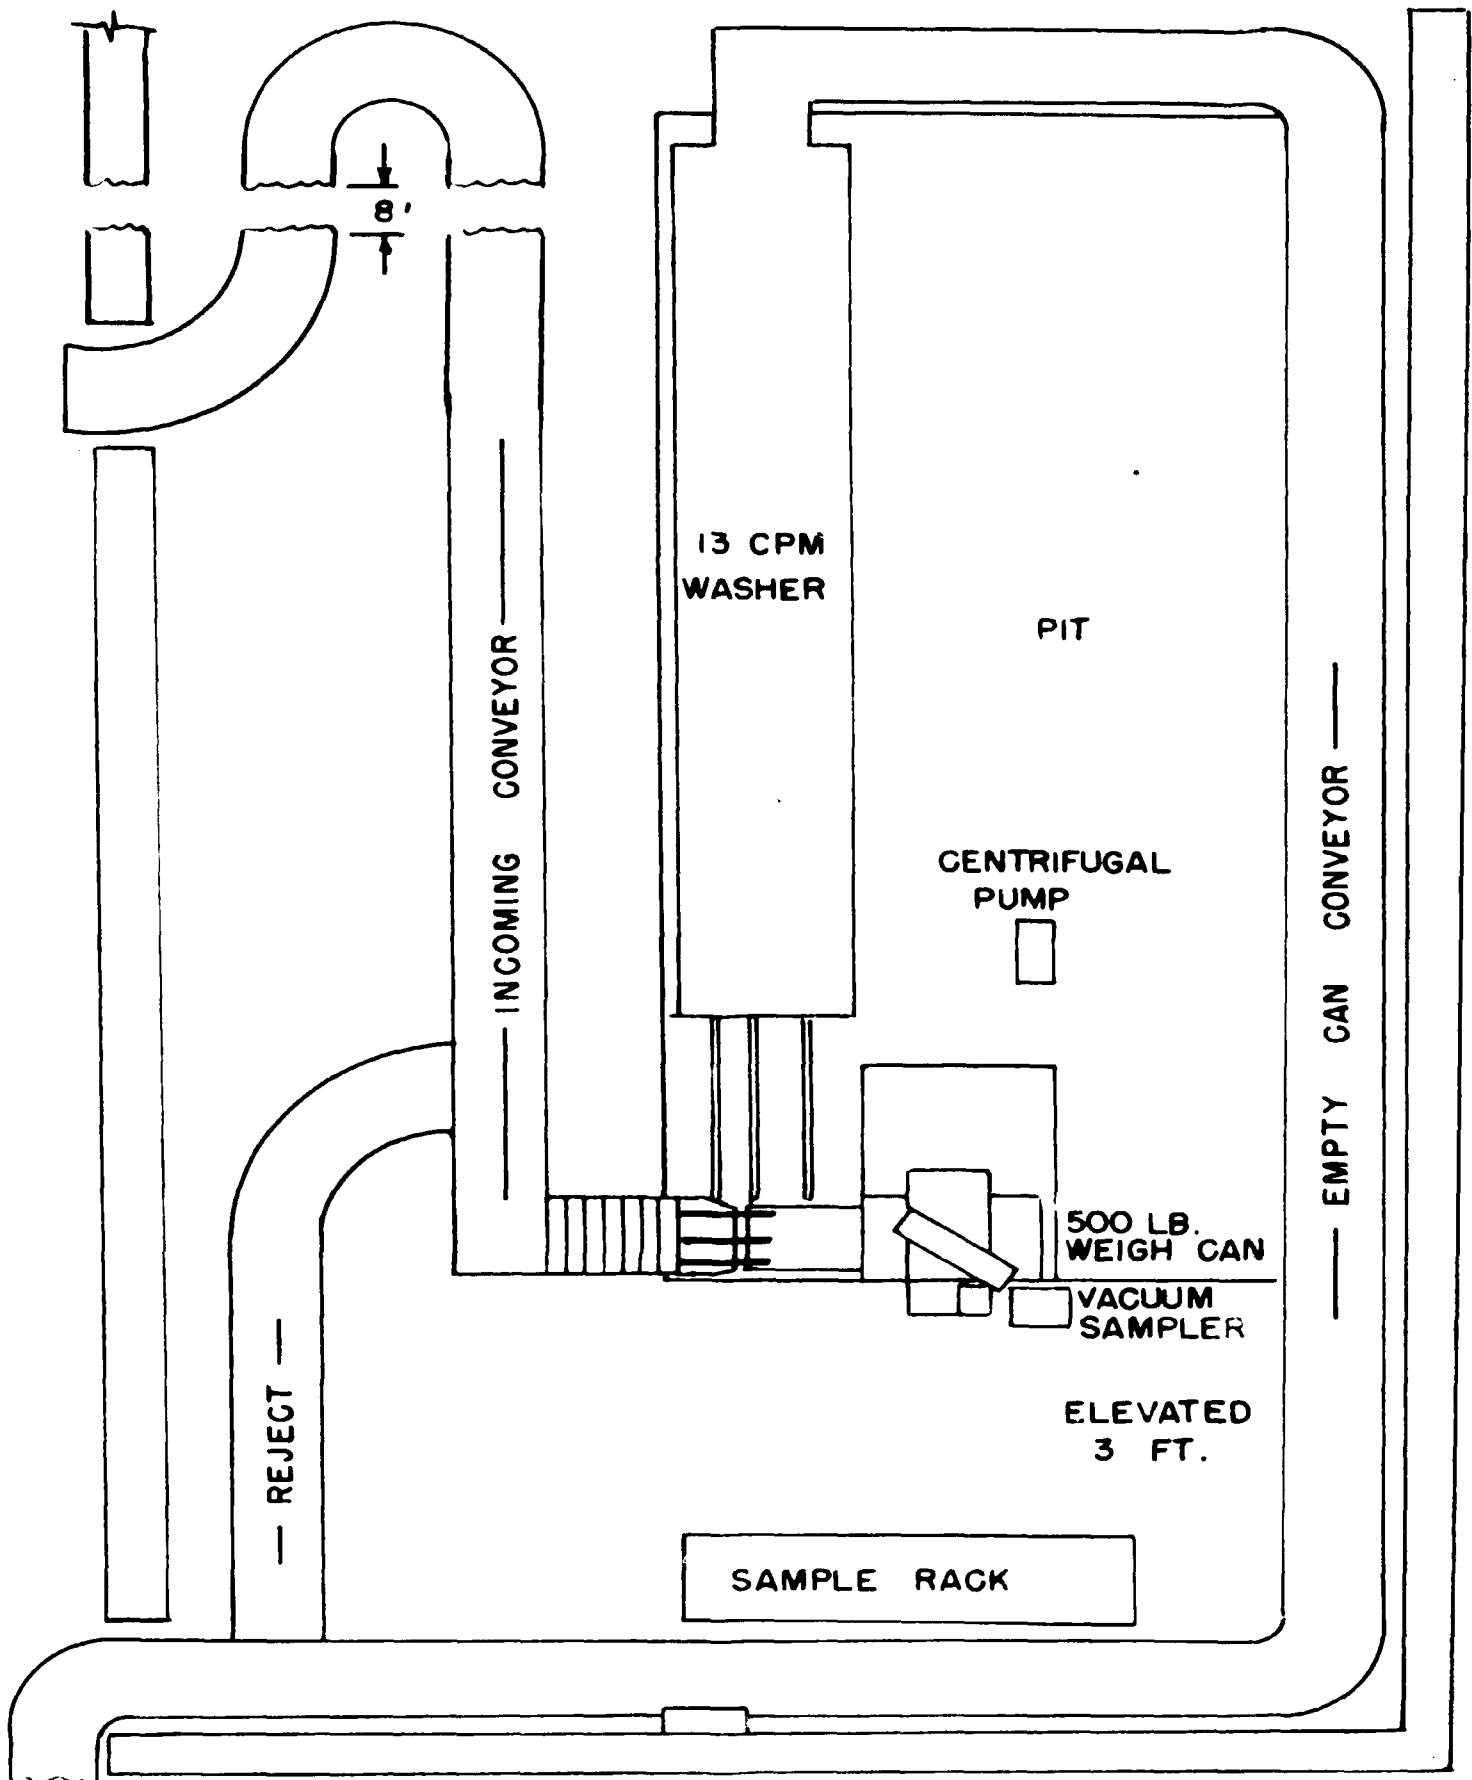 8'
13 CPM
WASHER
PIT
INCOMING CONVEYOR
EMPTY CAN CONVEYOR
CENTRIFUGAL
PUMP
500 LB.
WEIGH CAN
VACUUM
SAMPLER
ELEVATED
3 FT.
REJECT
SAMPLE RACK